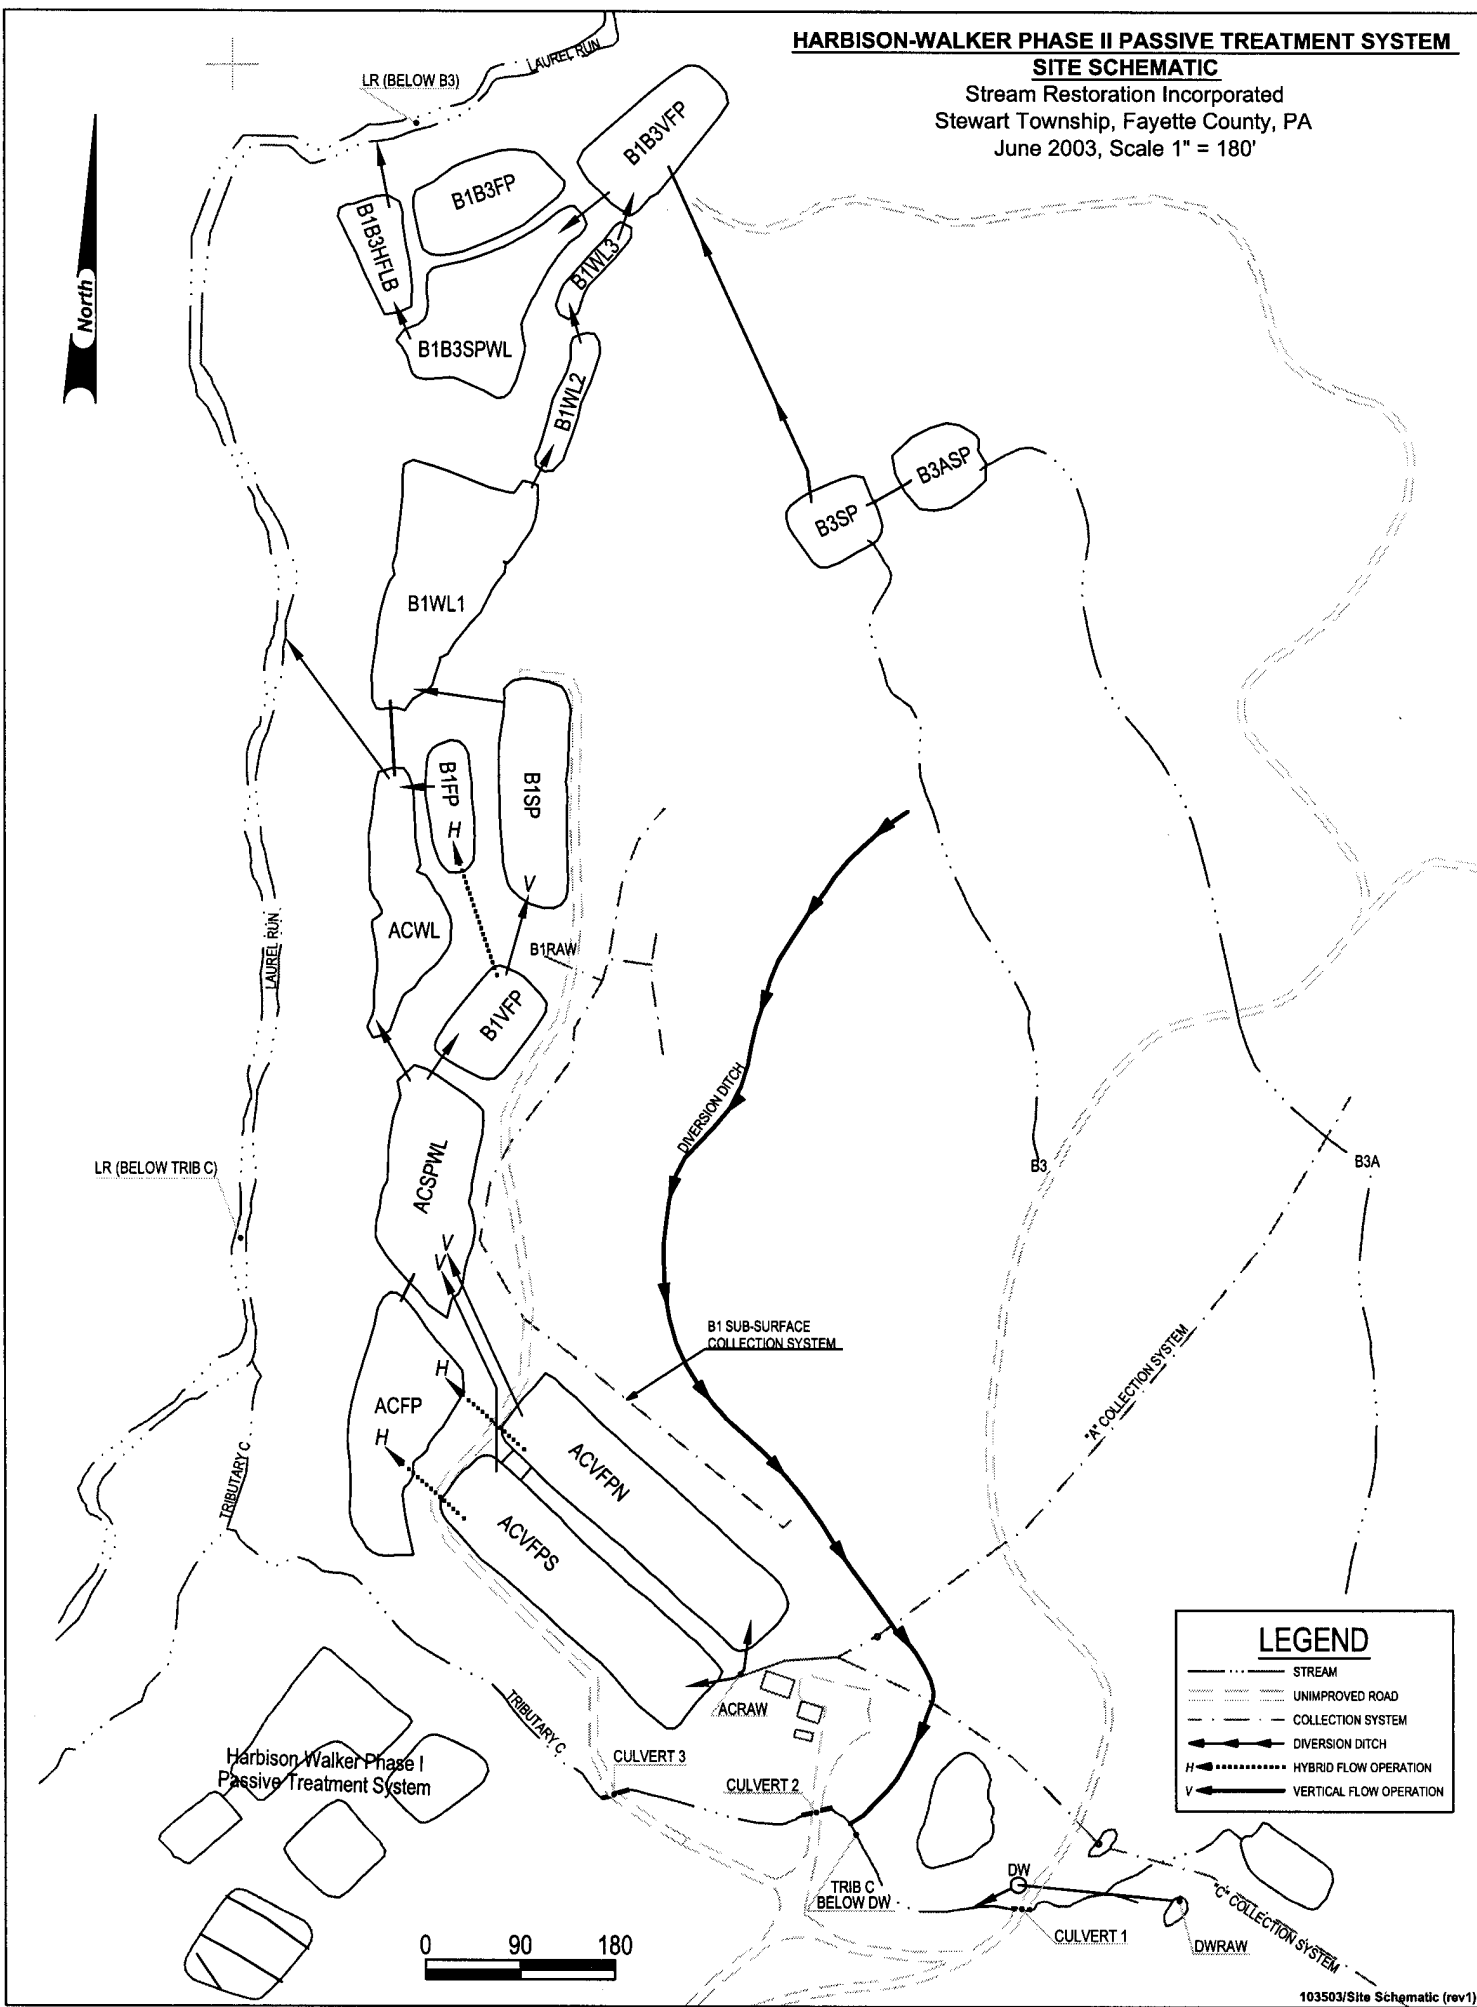 HARBISON-WALKER PHASE II PASSIVE TREATMENT SYSTEM
SITE SCHEMATIC
Stream Restoration Incorporated
Stewart Township, Fayette County, PA
June 2003, Scale 1" = 180'
LAUREL RUN
LR (BELOW B3)
B1B3VFP
B1B3FP
B1B3HFLB
B1WL3
North
B1B3SPWL
B1WL2
B3ASP
B3SP
B1WL1
B1FP
H
B1SP
V
ACWL
LAUREL RUN
B1RAW
B1VFP
DIVERSION DITCH
LR (BELOW TRIB C)
ACSPWL
B3
B3A
V
V
B1 SUB-SURFACE
COLLECTION SYSTEM
"A" COLLECTION SYSTEM
H
ACFP
H
ACVFPN
TRIBUTARY C
ACVFPS
ACRAW
TRIBUTARY C
Harbison Walker Phase I
Passive Treatment System
CULVERT 3
CULVERT 2
LEGEND
STREAM
UNIMPROVED ROAD
COLLECTION SYSTEM
DIVERSION DITCH
H HYBRID FLOW OPERATION
V VERTICAL FLOW OPERATION
DW
TRIB C
BELOW DW
CULVERT 1
DWRAW
"C" COLLECTION SYSTEM
0 90 180
103503/Site Schematic (rev1)